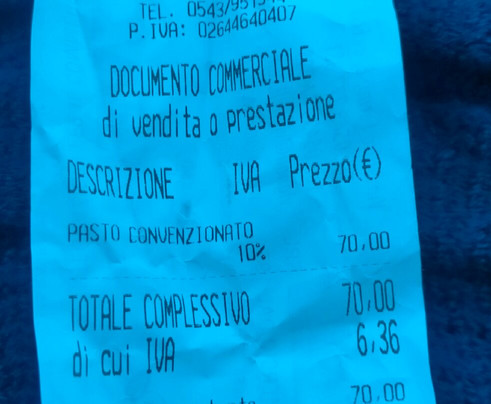 TEL.
P.IVA: 02644640407
DOCUMENTO COMMERCIALE
di vendita o prestazione
DESCRIZIONE IVA Prezzo(€)
PASTO CONVENZIONATO
10% 70,00
TOTALE COMPLESSIVO 70,00
di cui IVA 6,36
70,00